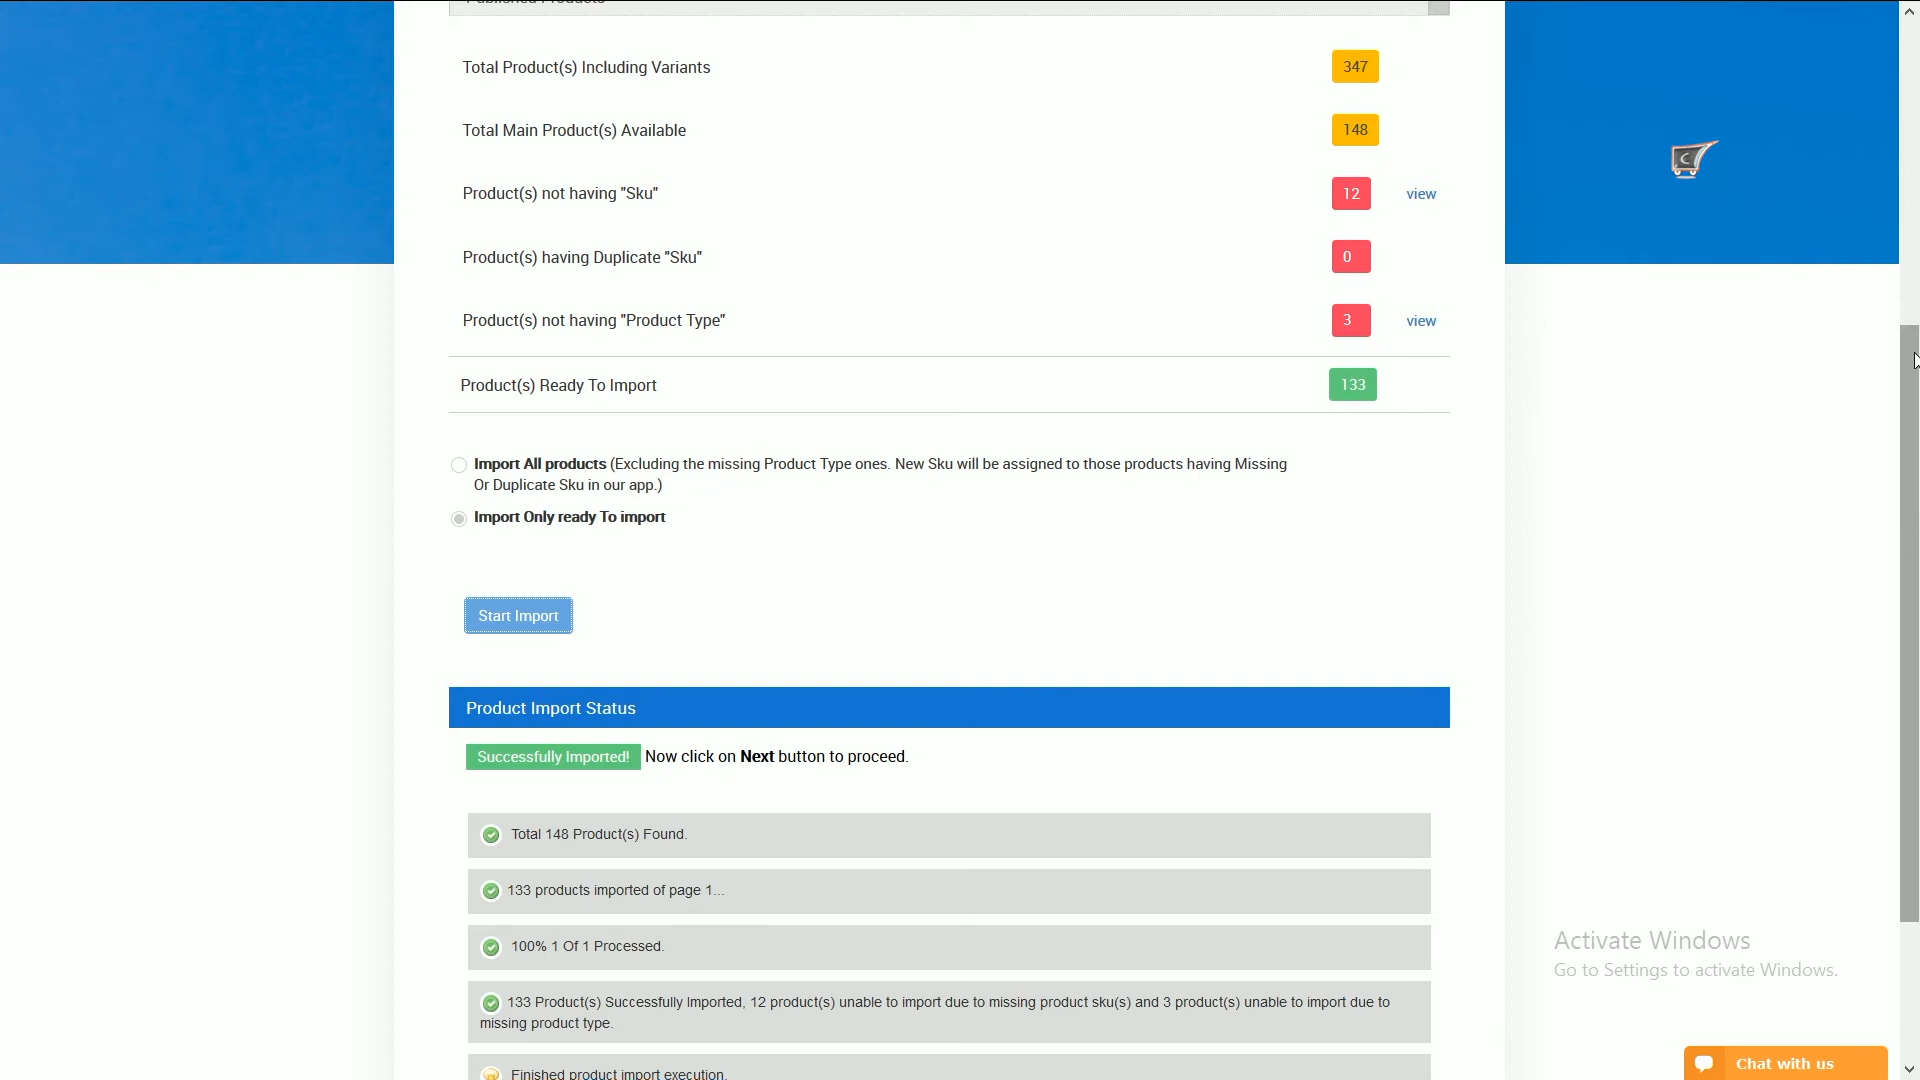 Published Products
Total Product(s) Including Variants 347
Total Main Product(s) Available 148
Product(s) not having "Sku" 12 view
Product(s) having Duplicate "Sku" 0
Product(s) not having "Product Type" 3 view
Product(s) Ready To Import 133
Import All products (Excluding the missing Product Type ones. New Sku will be assigned to those products having Missing
Or Duplicate Sku in our app.)
Import Only ready To import
Start Import
Product Import Status
Successfully Imported! Now click on Next button to proceed.
Total 148 Product(s) Found.
133 products imported of page 1...
100% 1 Of 1 Processed.
133 Product(s) Successfully Imported, 12 product(s) unable to import due to missing product sku(s) and 3 product(s) unable to import due to
missing product type.
Finished product import execution.
Activate Windows
Go to Settings to activate Windows.
Chat with us